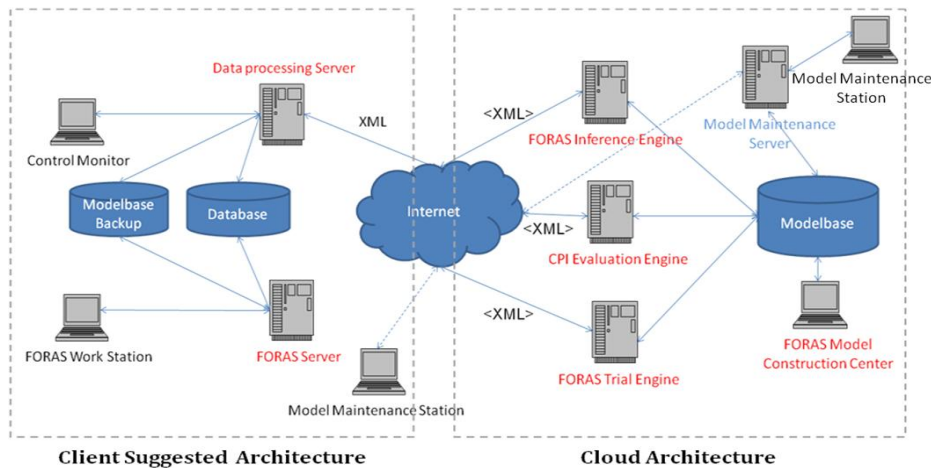 Data processing Server
XML
Control Monitor
Modelbase
Backup
Database
FORAS Work Station
FORAS Server
Internet
Model Maintenance Station
<XML>
FORAS Inference Engine
<XML>
CPI Evaluation Engine
<XML>
FORAS Trial Engine
Model Maintenance
Station
Model Maintenance
Server
Modelbase
FORAS Model
Construction Center
Client Suggested Architecture
Cloud Architecture